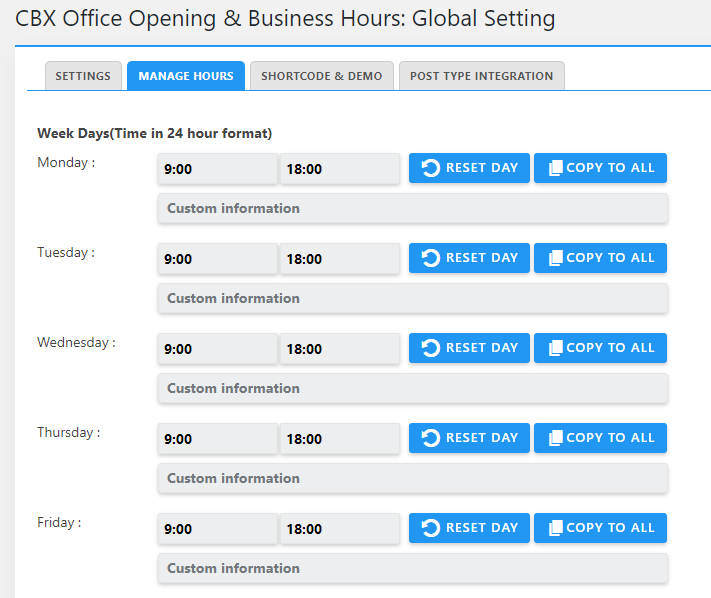 CBX Office Opening & Business Hours: Global Setting
SETTINGS MANAGE HOURS SHORTCODE & DEMO POST TYPE INTEGRATION
Week Days(Time in 24 hour format)
Monday : 9:00 18:00 RESET DAY COPY TO ALL
Custom information
Tuesday : 9:00 18:00 RESET DAY COPY TO ALL
Custom information
Wednesday : 9:00 18:00 RESET DAY COPY TO ALL
Custom information
Thursday : 9:00 18:00 RESET DAY COPY TO ALL
Custom information
Friday : 9:00 18:00 RESET DAY COPY TO ALL
Custom information